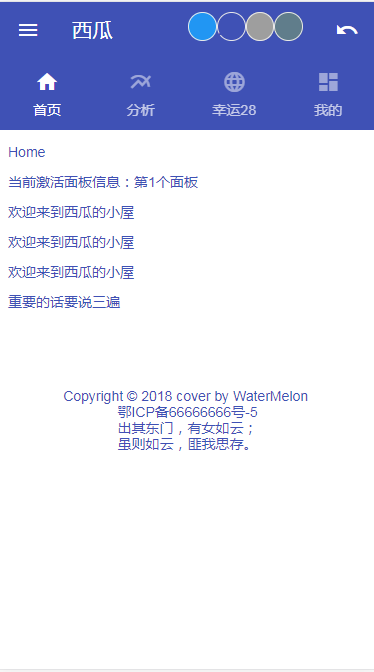 西瓜
首页
分析
幸运28
我的
Home
当前激活面板信息：第1个面板
欢迎来到西瓜的小屋
欢迎来到西瓜的小屋
欢迎来到西瓜的小屋
重要的话要说三遍
Copyright © 2018 cover by WaterMelon
鄂ICP备66666666号-5
出其东门，有女如云；
虽则如云，匪我思存。